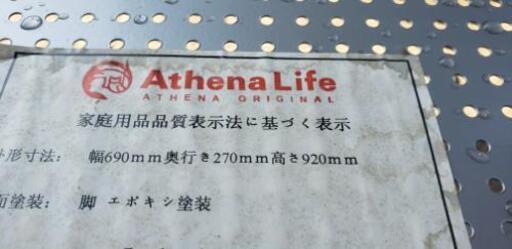 Athena Life
ATHENA ORIGINAL
家庭用品品質表示法に基づく表示
形寸法: 幅690mm奥行き270mm高さ920mm
面塗装: 脚 エポキシ塗装